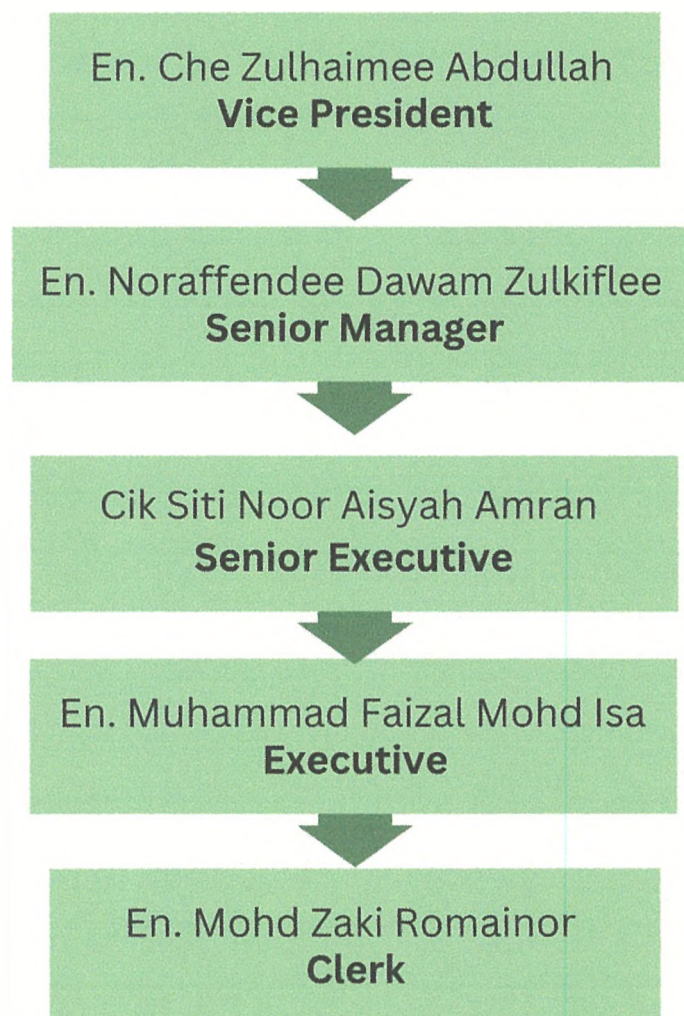 En. Che Zulhaimee Abdullah
Vice President
En. Noraffendee Dawam Zulkiflee
Senior Manager
Cik Siti Noor Aisyah Amran
Senior Executive
En. Muhammad Faizal Mohd Isa
Executive
En. Mohd Zaki Romainor
Clerk